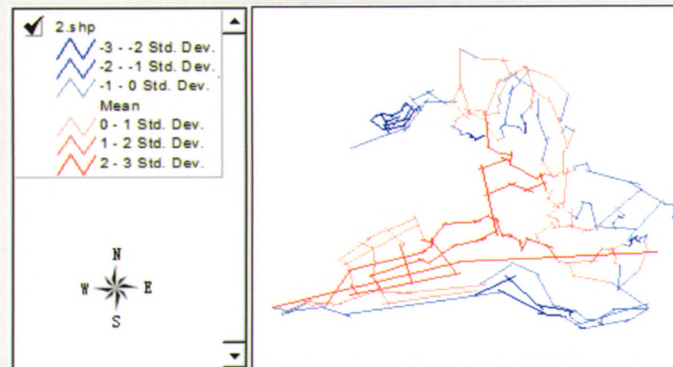 2.shp
-3 - -2 Std. Dev.
-2 - -1 Std. Dev.
-1 - 0 Std. Dev.
Mean
0 - 1 Std. Dev.
1 - 2 Std. Dev.
2 - 3 Std. Dev.
N
W E
S